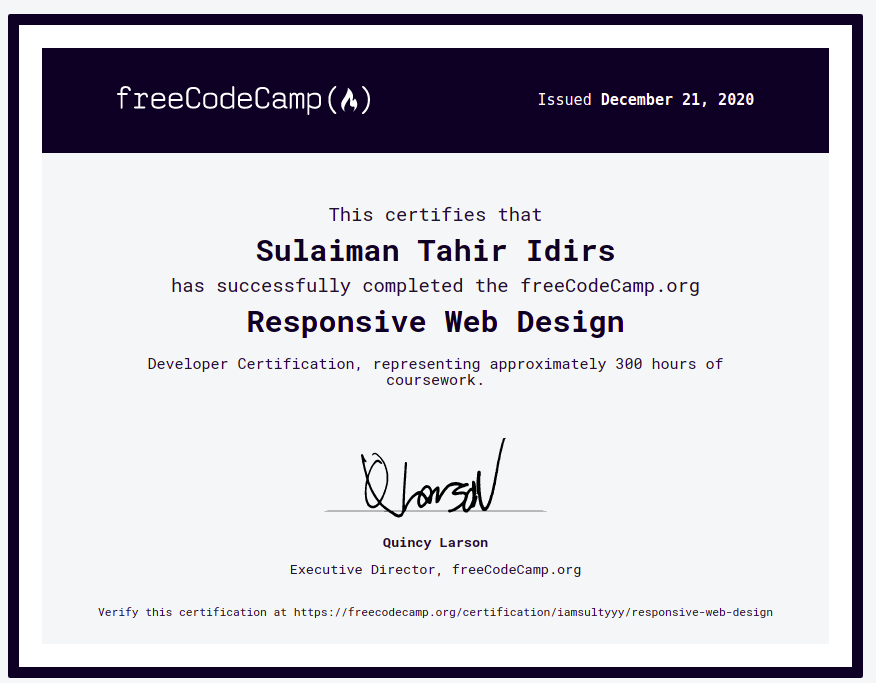 freeCodeCamp(🔥)
Issued December 21, 2020
This certifies that
Sulaiman Tahir Idirs
has successfully completed the freeCodeCamp.org
Responsive Web Design
Developer Certification, representing approximately 300 hours of
coursework.
Q Larson
Quincy Larson
Executive Director, freeCodeCamp.org
Verify this certification at https://freecodecamp.org/certification/iamsultyyy/responsive-web-design